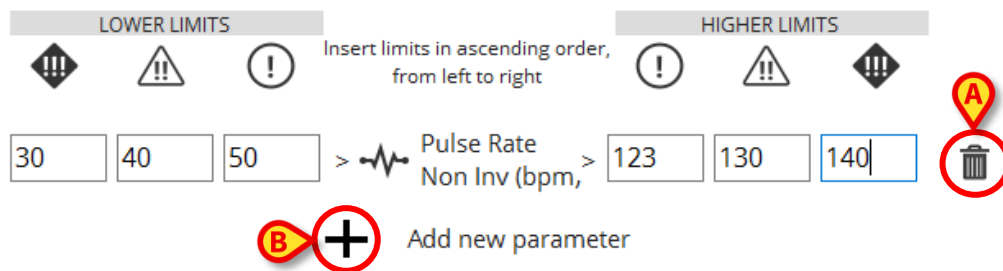 LOWER LIMITS
HIGHER LIMITS
!!!
!!
!
Insert limits in ascending order,
from left to right
!
!!
!!!
A
30
40
50
>
Pulse Rate
Non Inv (bpm,
>
123
130
140
B
+
Add new parameter